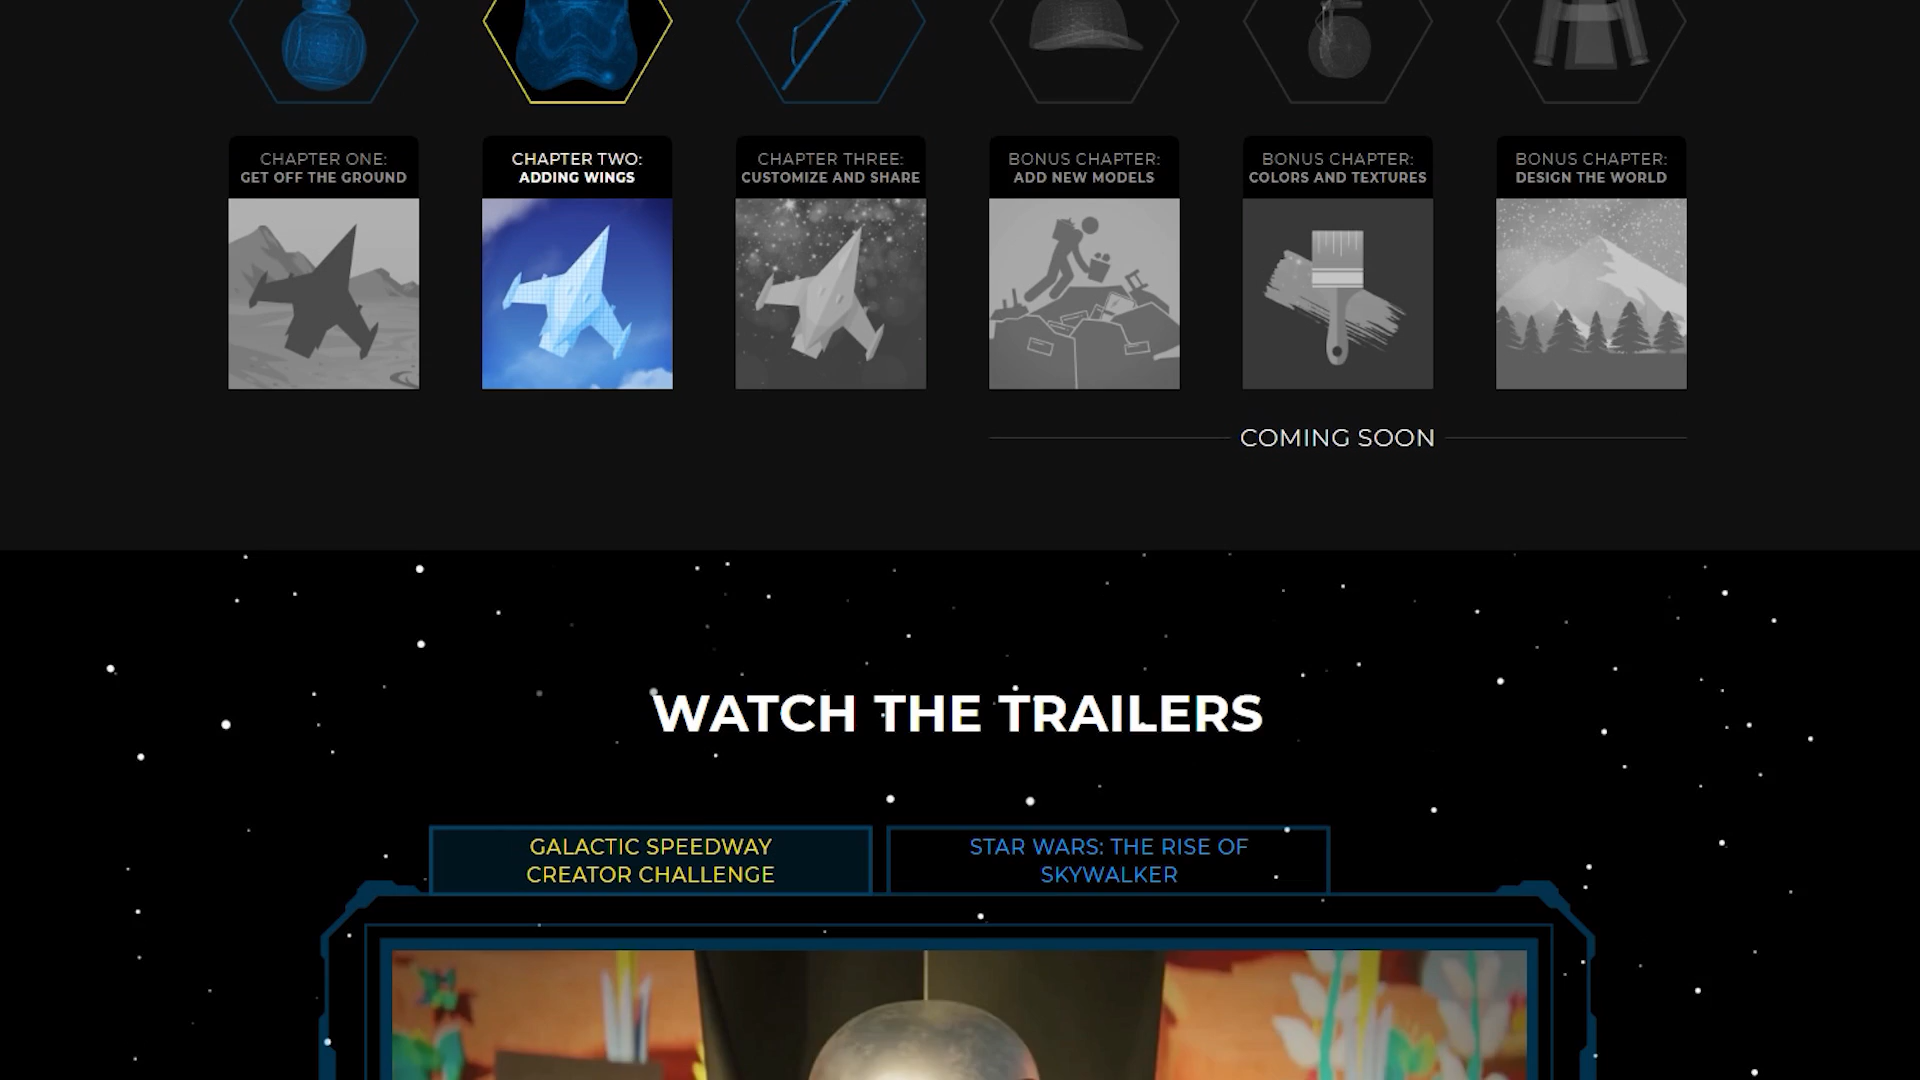 CHAPTER ONE:
GET OFF THE GROUND
CHAPTER TWO:
ADDING WINGS
CHAPTER THREE:
CUSTOMIZE AND SHARE
BONUS CHAPTER:
ADD NEW MODELS
BONUS CHAPTER:
COLORS AND TEXTURES
BONUS CHAPTER:
DESIGN THE WORLD
COMING SOON
WATCH THE TRAILERS
GALACTIC SPEEDWAY
CREATOR CHALLENGE
STAR WARS: THE RISE OF
SKYWALKER